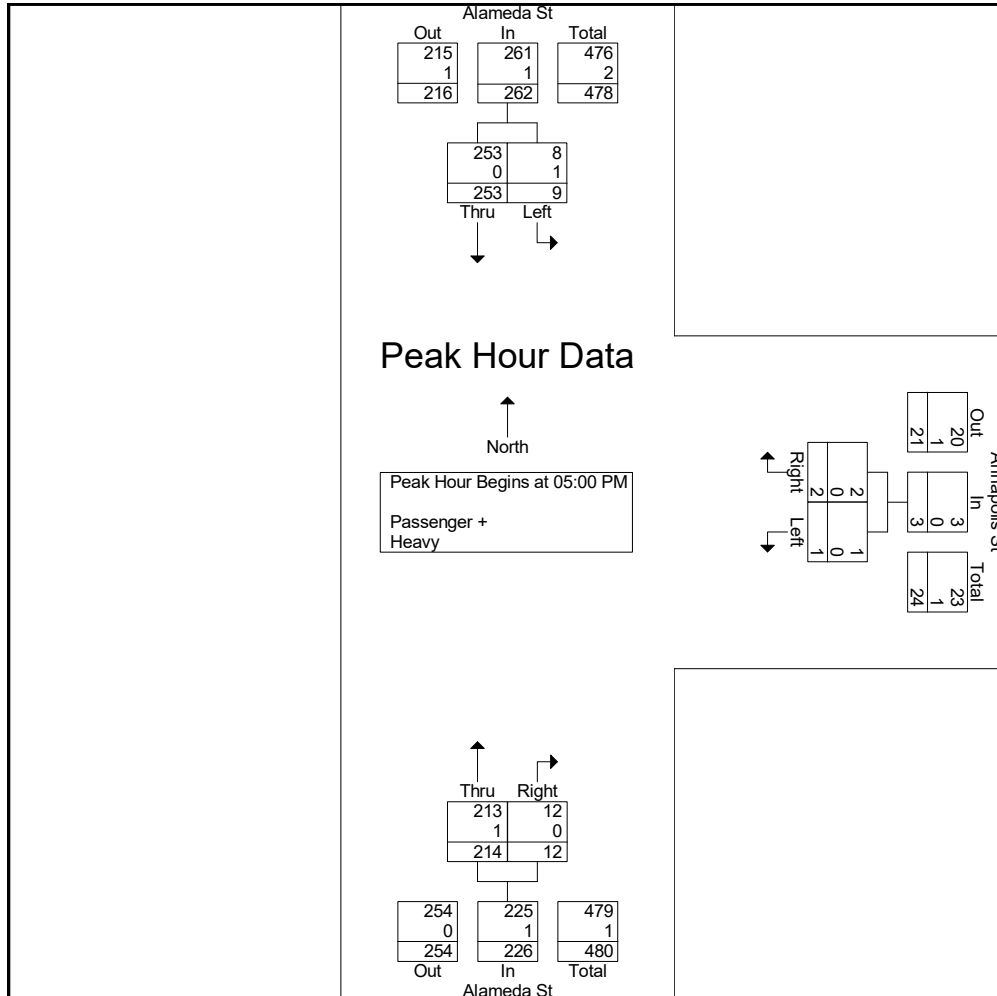 Alameda St
Out In Total
215 261 476
1 1 2
216 262 478
253 8
0 1
253 9
Thru Left
Peak Hour Data
North
Peak Hour Begins at 05:00 PM
Passenger +
Heavy
Annapolis St
Out In Total
20 3 23
1 0 1
21 3 24
2 1
0 0
2 1
Right Left
Thru Right
213 12
1 0
214 12
254 225 479
0 1 1
254 226 480
Out In Total
Alameda St